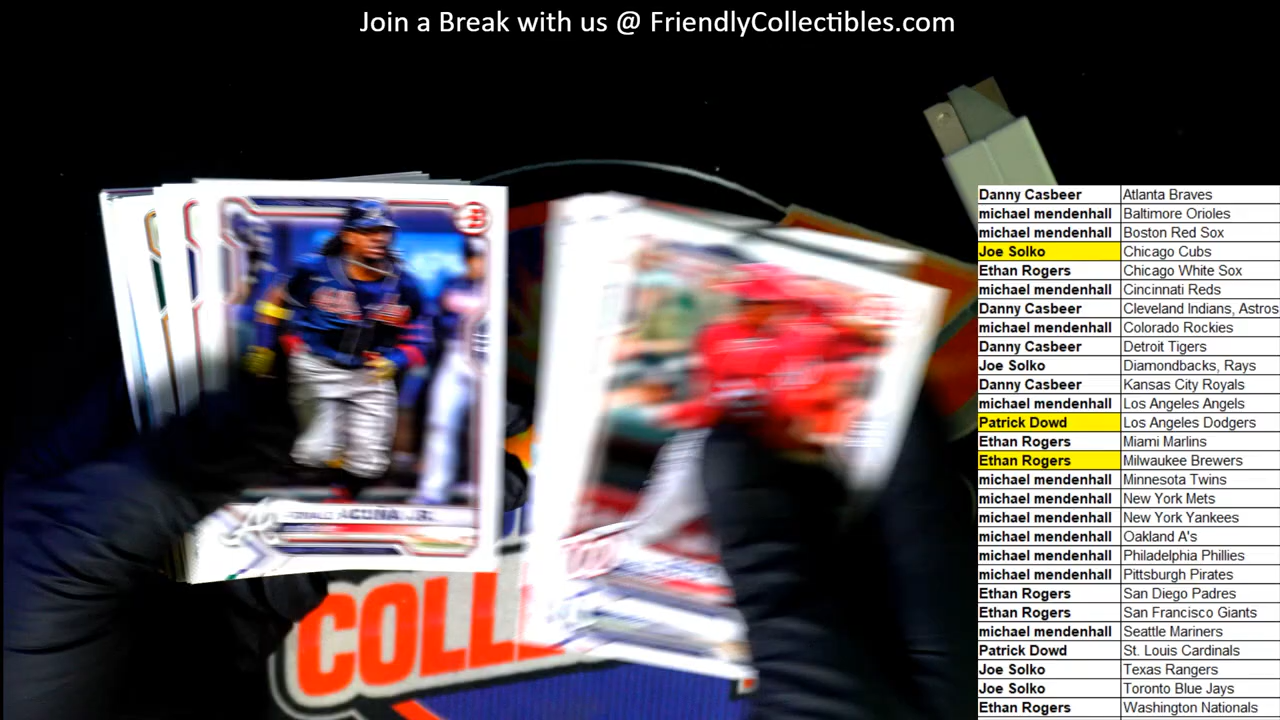 Join a Break with us @ FriendlyCollectibles.com
Danny Casbeer Atlanta Braves
michael mendenhall Baltimore Orioles
michael mendenhall Boston Red Sox
Joe Solko Chicago Cubs
Ethan Rogers Chicago White Sox
michael mendenhall Cincinnati Reds
Danny Casbeer Cleveland Indians, Astros
michael mendenhall Colorado Rockies
Danny Casbeer Detroit Tigers
Joe Solko Diamondbacks, Rays
Danny Casbeer Kansas City Royals
michael mendenhall Los Angeles Angels
Patrick Dowd Los Angeles Dodgers
Ethan Rogers Miami Marlins
Ethan Rogers Milwaukee Brewers
michael mendenhall Minnesota Twins
michael mendenhall New York Mets
michael mendenhall New York Yankees
michael mendenhall Oakland A's
michael mendenhall Philadelphia Phillies
michael mendenhall Pittsburgh Pirates
Ethan Rogers San Diego Padres
Ethan Rogers San Francisco Giants
michael mendenhall Seattle Mariners
Patrick Dowd St. Louis Cardinals
Joe Solko Texas Rangers
Joe Solko Toronto Blue Jays
Ethan Rogers Washington Nationals
ACUÑA JR.
COLL